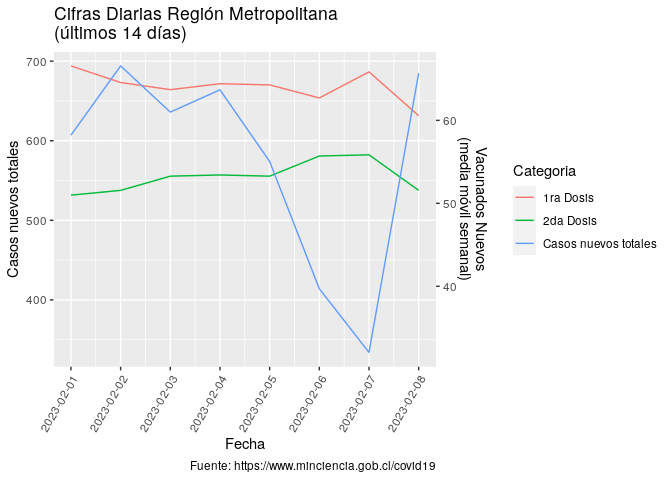 Cifras Diarias Región Metropolitana
(últimos 14 días)
Casos nuevos totales
700
600
500
400
60
50
40
Vacunados Nuevos
(media móvil semanal)
2023-02-01
2023-02-02
2023-02-03
2023-02-04
2023-02-05
2023-02-06
2023-02-07
2023-02-08
Fecha
Categoria
1ra Dosis
2da Dosis
Casos nuevos totales
Fuente: https://www.minciencia.gob.cl/covid19